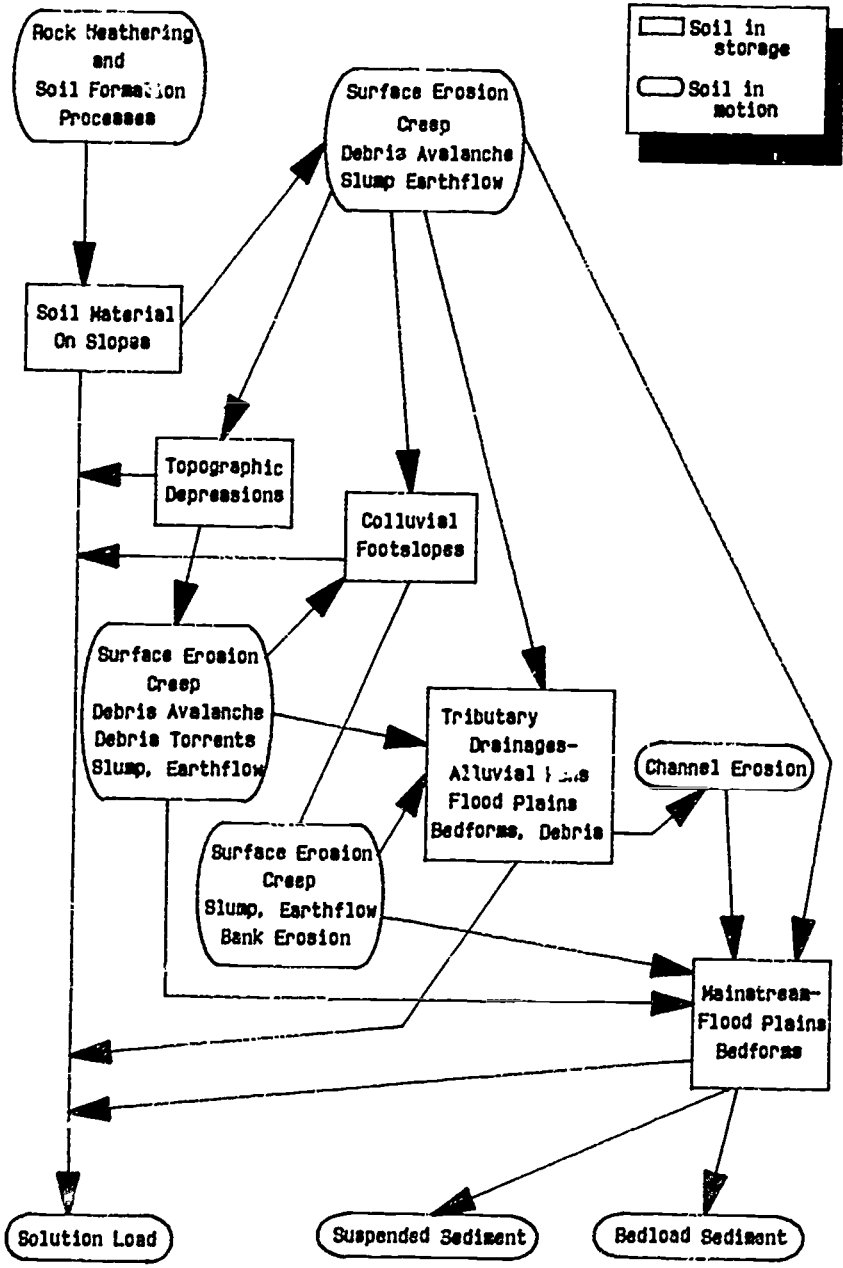 Rock Weathering
and
Soil Formation
Processes
Surface Erosion
Creep
Debris Avalanche
Slump Earthflow
Soil in
storage
Soil in
motion
Soil Material
On Slopes
Topographic
Depressions
Colluvial
Footslopes
Surface Erosion
Creep
Debris Avalanche
Debris Torrents
Slump, Earthflow
Tributary
Drainages-
Alluvial
Flood Plains
Bedforms, Debris
Channel Erosion
Surface Erosion
Creep
Slump, Earthflow
Bank Erosion
Mainstream-
Flood Plains
Bedforms
Solution Load
Suspended Sediment
Bedload Sediment